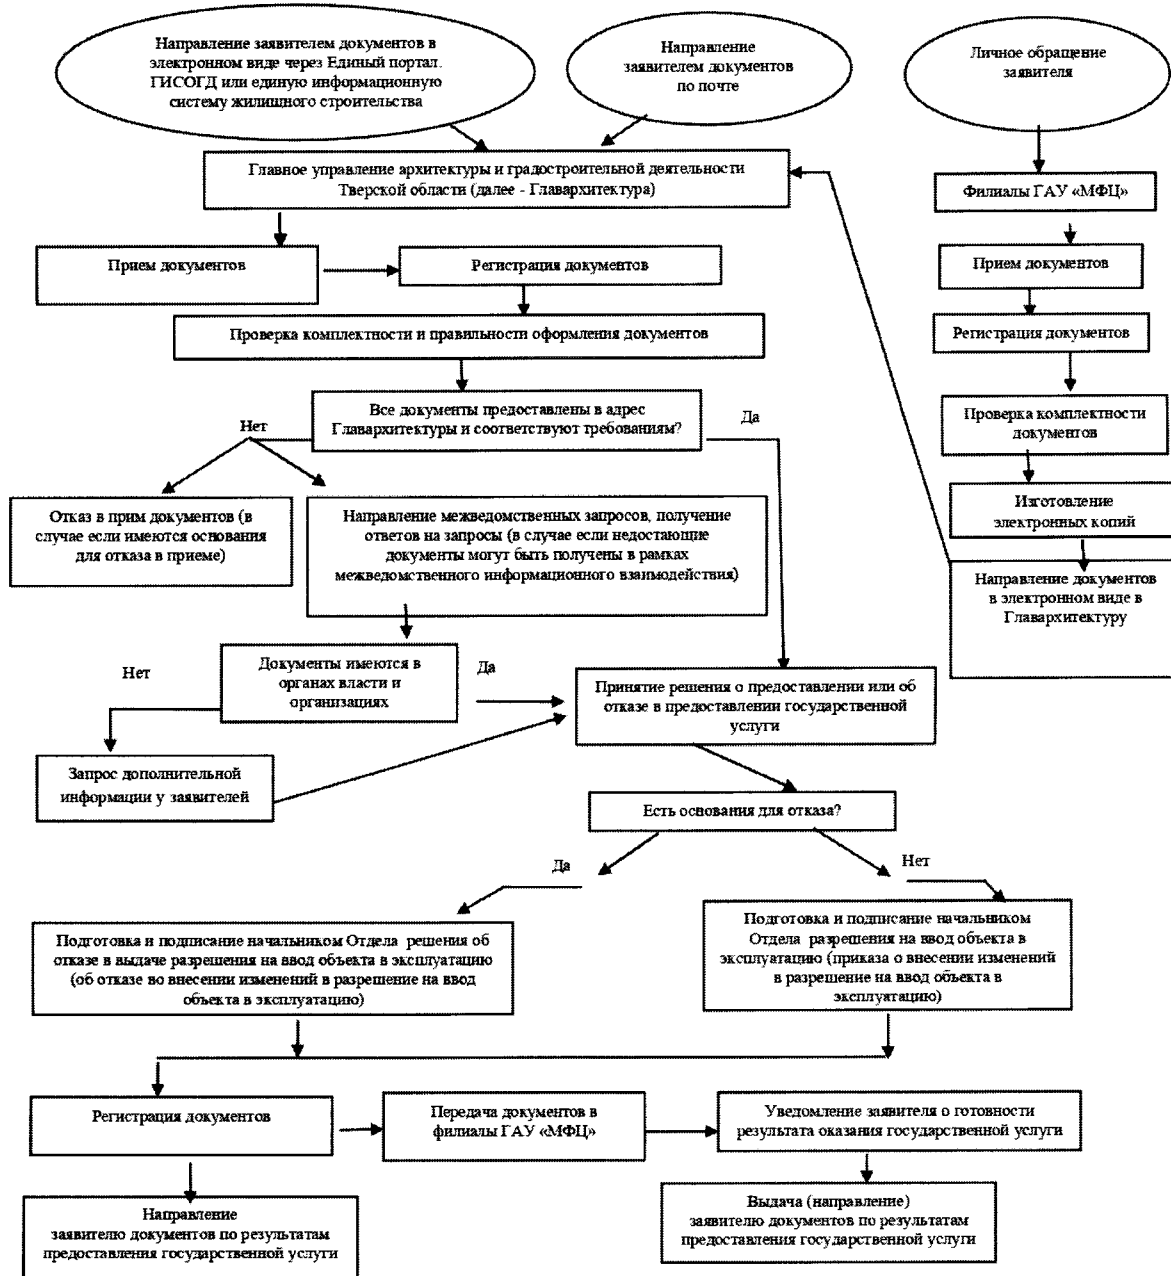 Направление заявителем документов в
электронном виде через Единый портал.
ГИСОГД или единую информационную
систему жилищного строительства
Направление
заявителем документов
по почте
Личное обращение
заявителя
Главное управление архитектуры и градостроительной деятельности
Тверской области (далее - Главархитектура)
Филиалы ГАУ «МФЦ»
Прием документов
Регистрация документов
Прием документов
Проверка комплектности и правильности оформления документов
Регистрация документов
Все документы предоставлены в адрес
Главархитектуры и соответствуют требованиям?
Нет
Да
Проверка комплектности
документов
Отказ в прим документов (в
случае если имеются основания
для отказа в приеме)
Направление межведомственных запросов, получение
ответов на запросы (в случае если недостающие
документы могут быть получены в рамках
межведомственного информационного взаимодействия)
Изготовление
электронных копий
Направление документов
в электронном виде в
Главархитектуру
Нет
Документы имеются в
органах власти и
организациях
Да
Принятие решения о предоставлении или об
отказе в предоставлении государственной
услуги
Запрос дополнительной
информации у заявителей
Есть основания для отказа?
Да
Нет
Подготовка и подписание начальником Отдела решения об
отказе в выдаче разрешения на ввод объекта в эксплуатацию
(об отказе во внесении изменений в разрешение на ввод
объекта в эксплуатацию)
Подготовка и подписание начальником
Отдела разрешения на ввод объекта в
эксплуатацию (приказа о внесении изменений
в разрешение на ввод объекта в
эксплуатацию)
Регистрация документов
Передача документов в
филиалы ГАУ «МФЦ»
Уведомление заявителя о готовности
результата оказания государственной услуги
Направление
заявителю документов по результатам
предоставления государственной услуги
Выдача (направление)
заявителю документов по результатам
предоставления государственной услуги